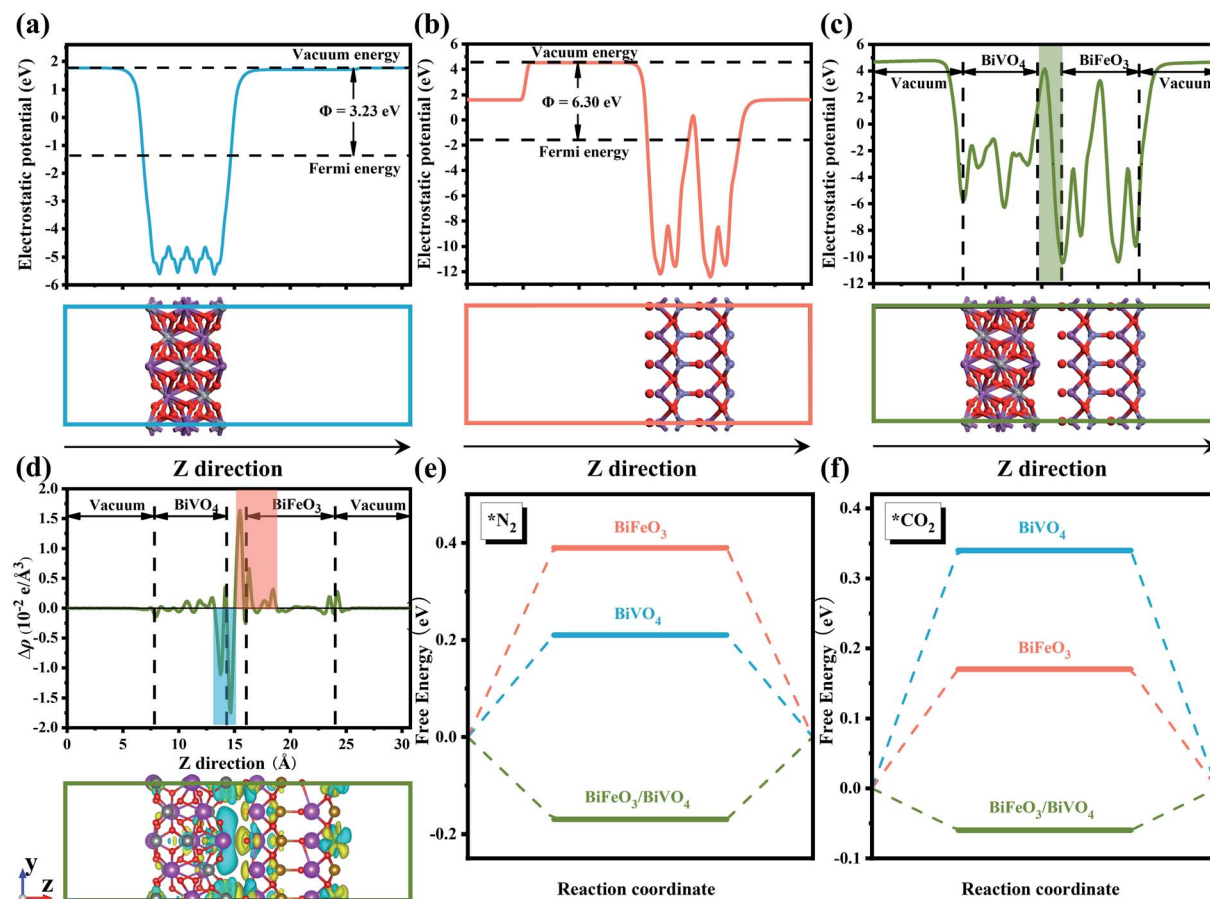 (a)
Electrostatic potential (eV)
2
1
0
-1
-2
-3
-4
-5
-6
Vacuum energy
Φ = 3.23 eV
Fermi energy
Z direction
(b)
Electrostatic potential (eV)
6
4
2
0
-2
-4
-6
-8
-10
-12
Vacuum energy
Φ = 6.30 eV
Fermi energy
Z direction
(c)
Electrostatic potential (eV)
6
4
2
0
-2
-4
-6
-8
-10
-12
BiVO₄
BiFeO₃
Vacuum
Vacuum
Z direction
(d)
Δρ (10⁻² e/Å³)
2.0
1.5
1.0
0.5
0.0
-0.5
-1.0
-1.5
-2.0
Vacuum
BiVO₄
BiFeO₃
Vacuum
0 5 10 15 20 25 30
Z direction (Å)
y
z
(e)
Free Energy (eV)
0.4
0.2
0.0
-0.2
*N₂
BiFeO₃
BiVO₄
BiFeO₃/BiVO₄
Reaction coordinate
(f)
Free Energy (eV)
0.4
0.3
0.2
0.1
0.0
-0.1
*CO₂
BiVO₄
BiFeO₃
BiFeO₃/BiVO₄
Reaction coordinate